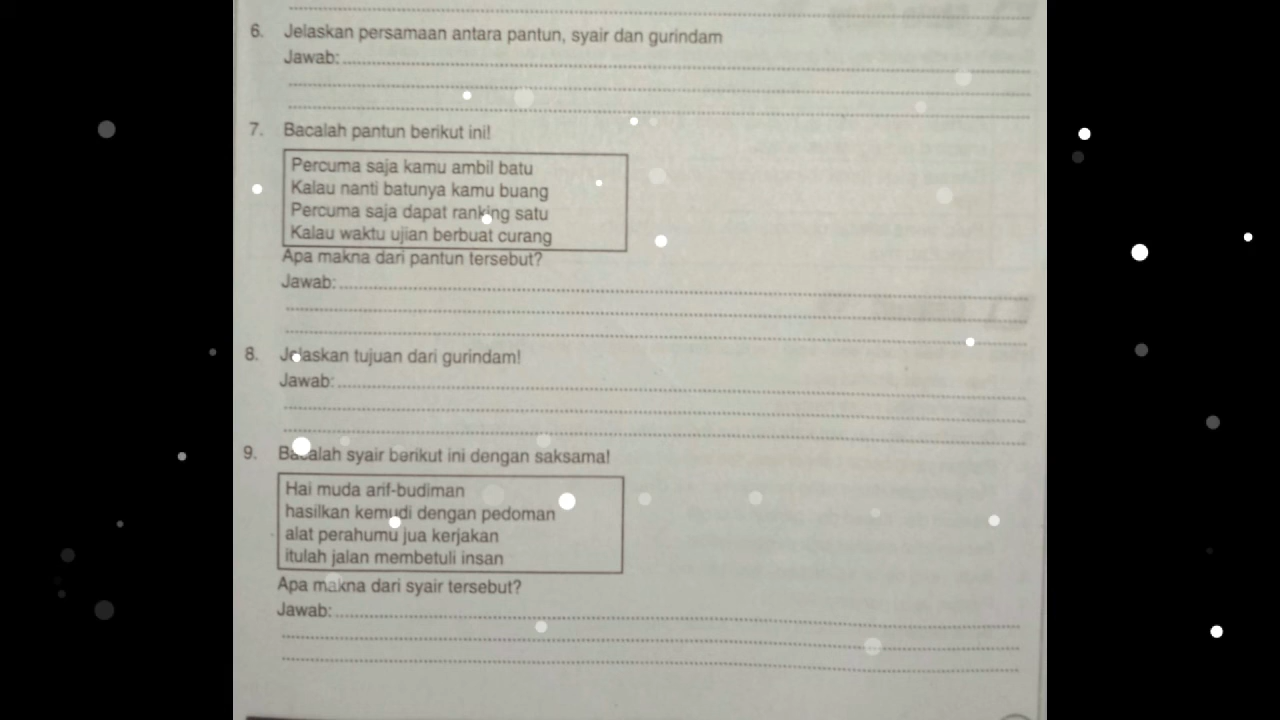 6. Jelaskan persamaan antara pantun, syair dan gurindam
Jawab:
7. Bacalah pantun berikut ini!
Percuma saja kamu ambil batu
Kalau nanti batunya kamu buang
Percuma saja dapat ranking satu
Kalau waktu ujian berbuat curang
Apa makna dari pantun tersebut?
Jawab:
8. Jelaskan tujuan dari gurindam!
Jawab:
9. Bacalah syair berikut ini dengan saksama!
Hai muda arif-budiman
hasilkan kemudi dengan pedoman
alat perahumu jua kerjakan
itulah jalan membetuli insan
Apa makna dari syair tersebut?
Jawab: